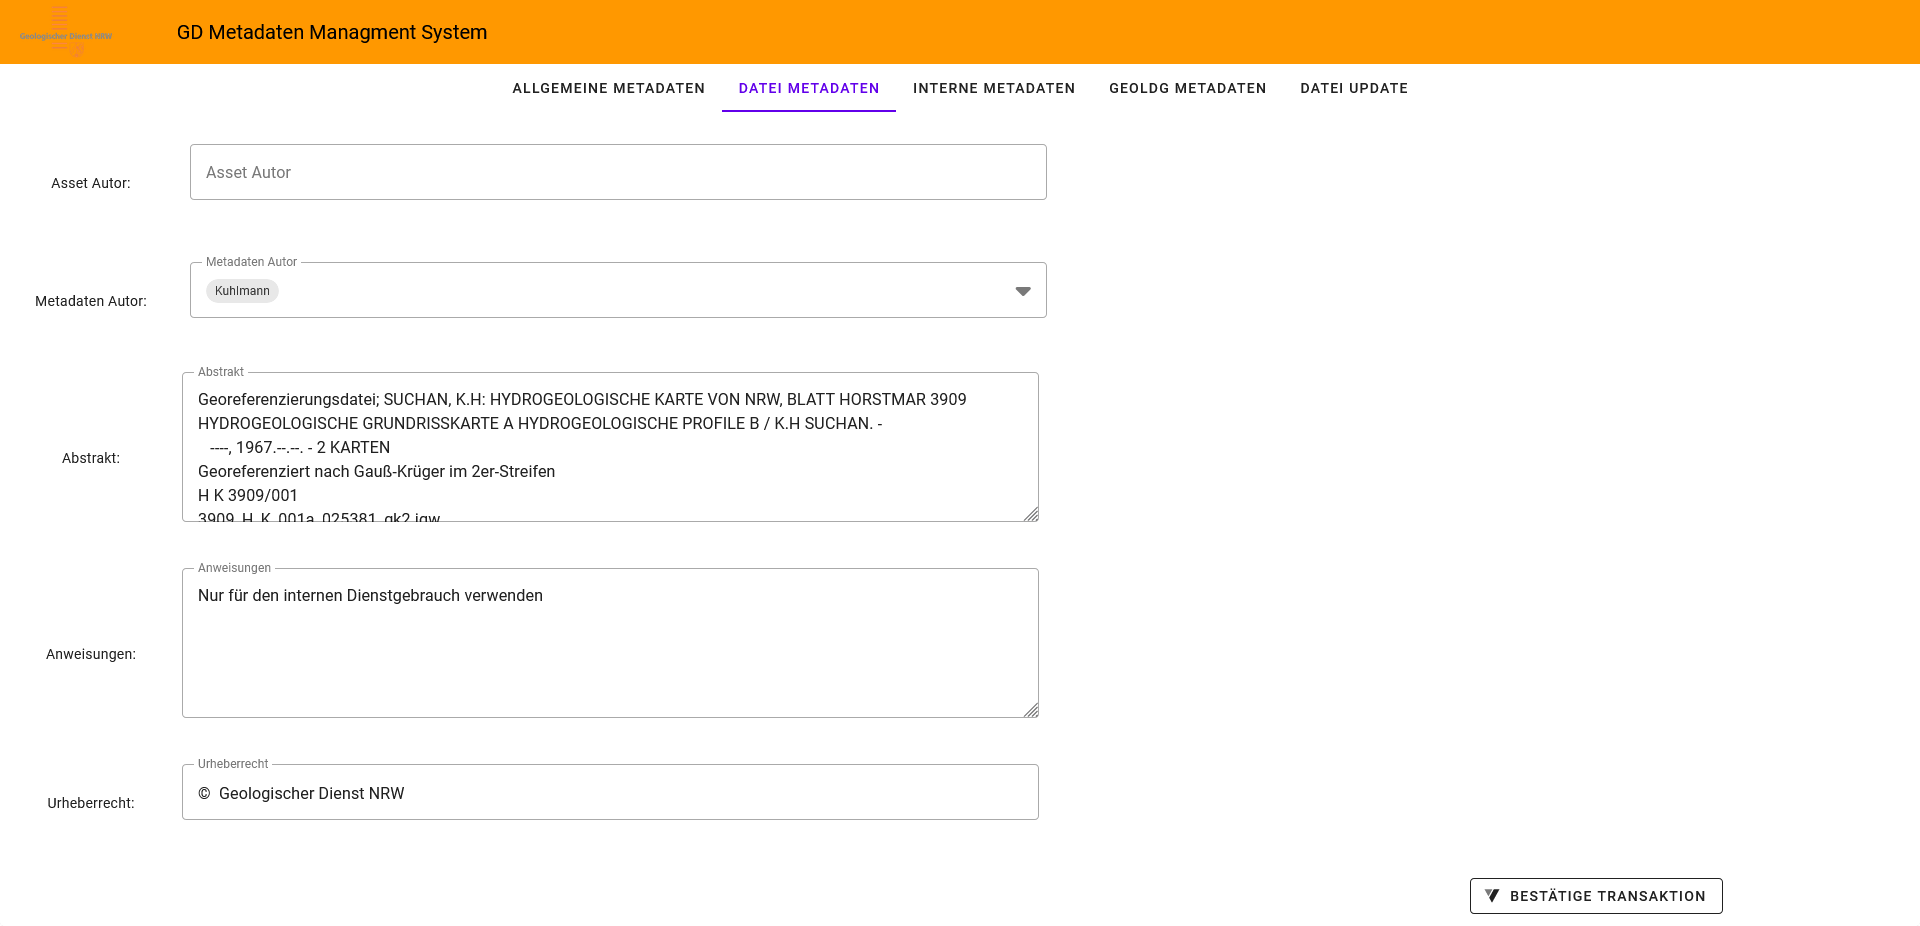 Geologischer Dienst NRW
GD Metadaten Managment System
ALLGEMEINE METADATEN
DATEI METADATEN
INTERNE METADATEN
GEOLDG METADATEN
DATEI UPDATE
Asset Autor:
Asset Autor
Metadaten Autor
Metadaten Autor:
Kuhlmann
Abstrakt
Georeferenzierungsdatei; SUCHAN, K.H: HYDROGEOLOGISCHE KARTE VON NRW, BLATT HORSTMAR 3909
HYDROGEOLOGISCHE GRUNDRISSKARTE A HYDROGEOLOGISCHE PROFILE B / K.H SUCHAN. -
----, 1967.--.--. - 2 KARTEN
Abstrakt:
Georeferenziert nach Gauß-Krüger im 2er-Streifen
H K 3909/001
3909_H_K_001a_025381_gk2.jgw
Anweisungen
Nur für den internen Dienstgebrauch verwenden
Anweisungen:
Urheberrecht
Urheberrecht:
© Geologischer Dienst NRW
BESTÄTIGE TRANSAKTION